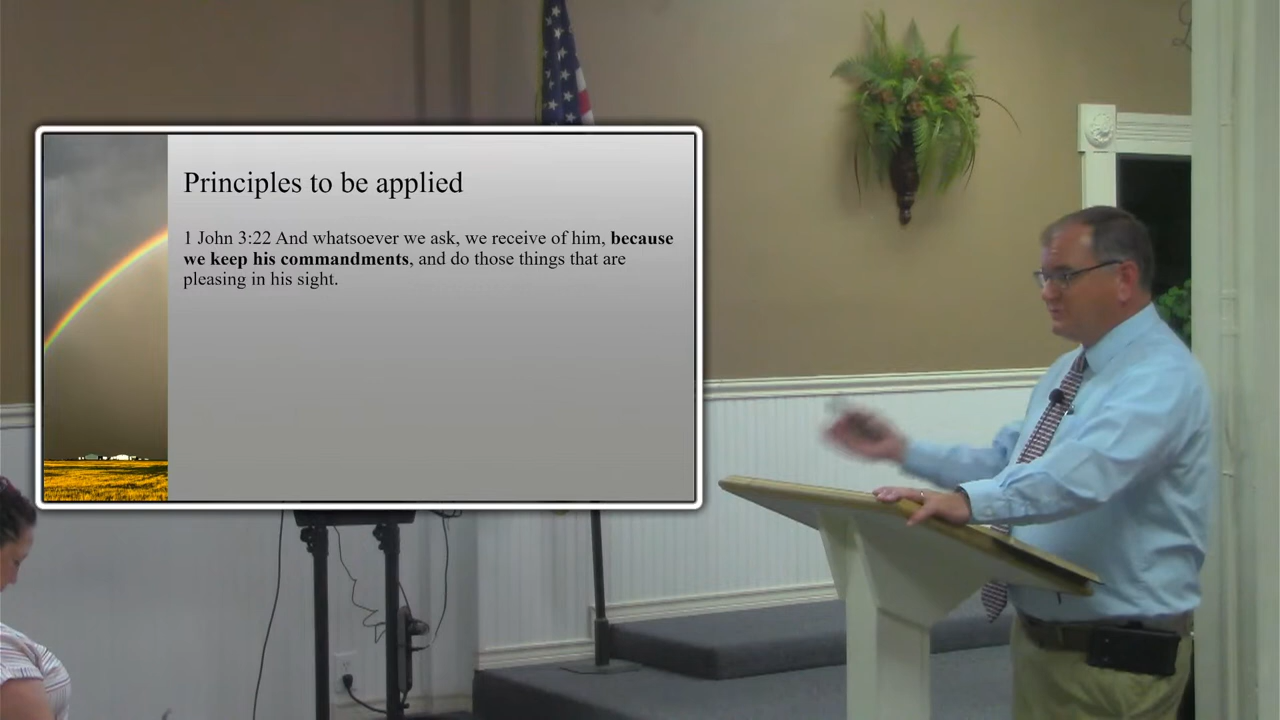 Principles to be applied
1 John 3:22 And whatsoever we ask, we receive of him, because
we keep his commandments, and do those things that are
pleasing in his sight.